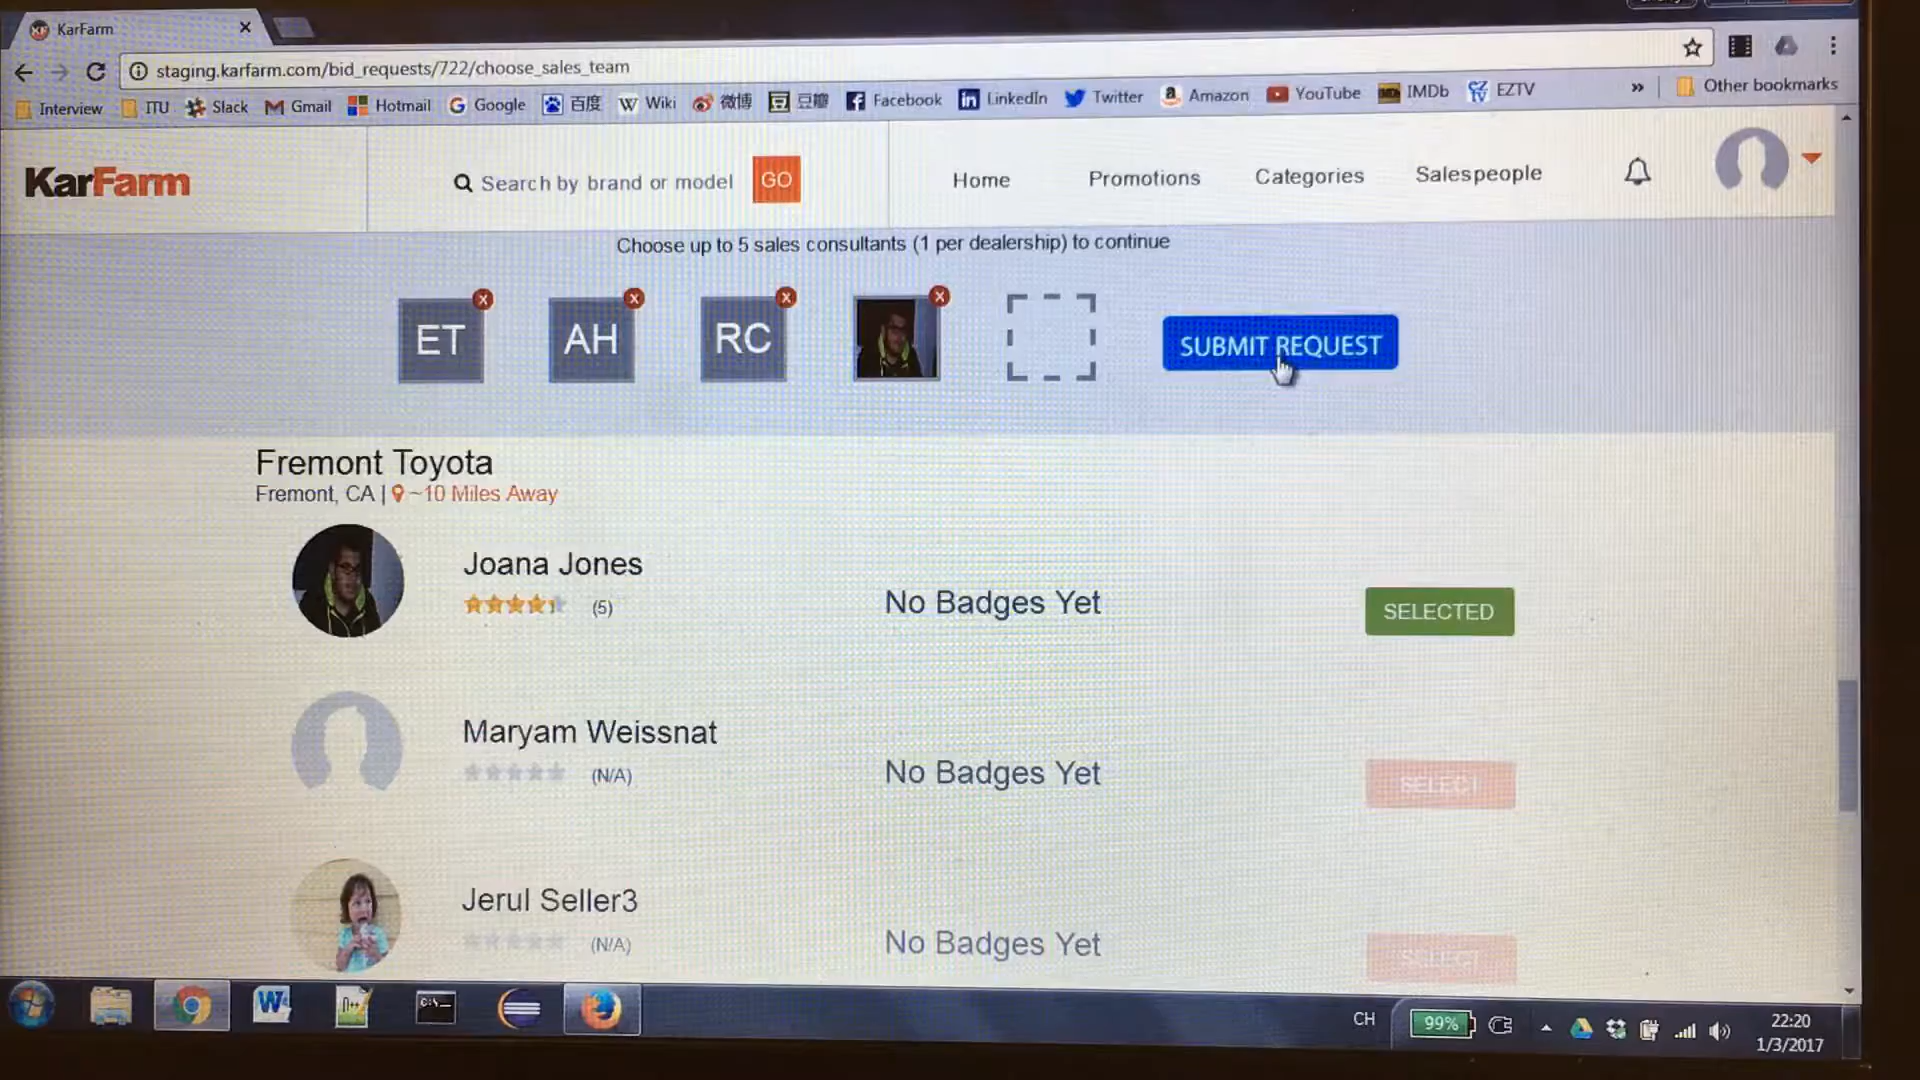 KarFarm
staging.karfarm.com/bid_requests/722/choose_sales_team
Interview ITU Slack Gmail Hotmail Google 百度 Wiki 微博 豆瓣 Facebook LinkedIn Twitter Amazon YouTube IMDb EZTV » Other bookmarks
KarFarm Search by brand or model GO Home Promotions Categories Salespeople
Choose up to 5 sales consultants (1 per dealership) to continue
ET AH RC SUBMIT REQUEST
Fremont Toyota
Fremont, CA | ~10 Miles Away
Joana Jones
(5) No Badges Yet SELECTED
Maryam Weissnat
(N/A) No Badges Yet SELECT
Jerul Seller3
(N/A) No Badges Yet SELECT
CH 99% 22:20
1/3/2017